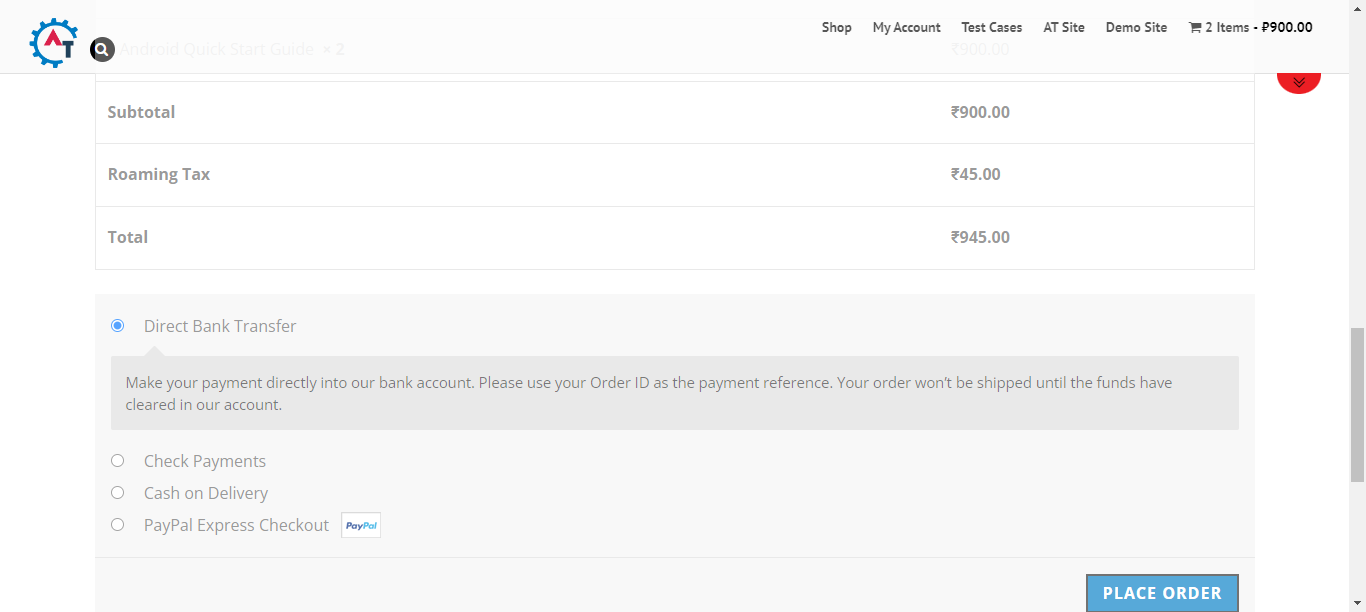 AT
Shop My Account Test Cases AT Site Demo Site 2 Items - ₽900.00
Android Quick Start Guide × 2 ₹900.00
Subtotal ₹900.00
Roaming Tax ₹45.00
Total ₹945.00
Direct Bank Transfer
Make your payment directly into our bank account. Please use your Order ID as the payment reference. Your order won’t be shipped until the funds have
cleared in our account.
Check Payments
Cash on Delivery
PayPal Express Checkout PayPal
PLACE ORDER